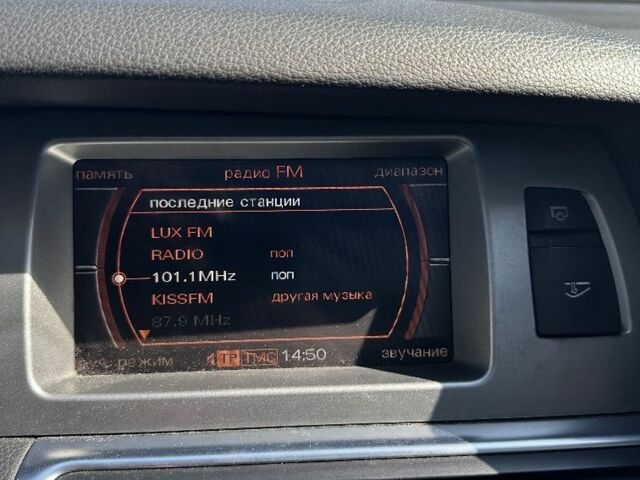 память радио FM диапазон
последние станции
LUX FM
RADIO поп
101.1MHz поп
KISSFM другая музыка
87.9 MHz
режим TP TMC 14:50 звучание